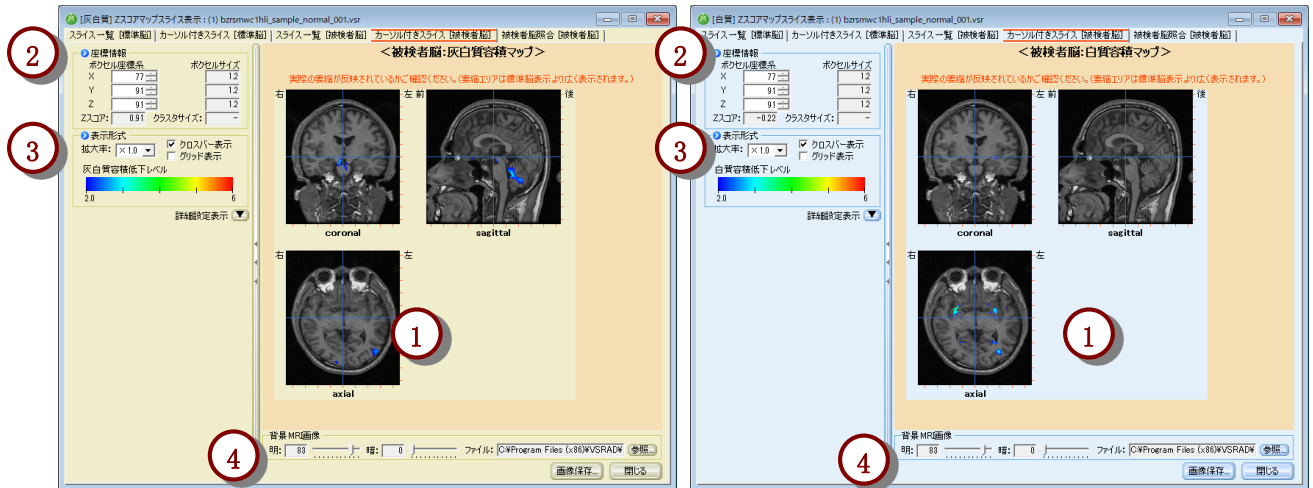 [灰白質] Zスコアマップスライス表示 : (1) bzrsmwc1hli_sample_normal_001.vsr
スライス一覧 [標準脳] | カーソル付きスライス [標準脳] | スライス一覧 [被検者脳] | カーソル付きスライス [被検者脳] | 被検者脳照合 [被検者脳] |
2
座標情報
ボクセル座標系 ボクセルサイズ
X 77 1.2
Y 91 1.2
Z 91 1.2
Zスコア: 0.91 クラスタサイズ: -
3
表示形式
拡大率: ×1.0 クロスバー表示
グリッド表示
灰白質容積低下レベル
2.0 6
詳細設定表示
<被検者脳:灰白質容積マップ>
実際の萎縮が反映されているかご確認ください。(萎縮エリアは標準脳表示より広く表示されます。)
右 左 前 後
coronal sagittal
右 左
1
axial
4
背景MRI画像
明: 83 暗: 0 ファイル: C:¥Program Files (x86)¥VSRAD¥ 参照...
画像保存... 閉じる
[白質] Zスコアマップスライス表示 : (1) bzrsmwc1hli_sample_normal_001.vsr
スライス一覧 [標準脳] | カーソル付きスライス [標準脳] | スライス一覧 [被検者脳] | カーソル付きスライス [被検者脳] | 被検者脳照合 [被検者脳] |
2
座標情報
ボクセル座標系 ボクセルサイズ
X 77 1.2
Y 91 1.2
Z 91 1.2
Zスコア: -0.22 クラスタサイズ: -
3
表示形式
拡大率: ×1.0 クロスバー表示
グリッド表示
白質容積低下レベル
2.0 6
詳細設定表示
<被検者脳:白質容積マップ>
実際の萎縮が反映されているかご確認ください。(萎縮エリアは標準脳表示より広く表示されます。)
右 左 前 後
coronal sagittal
右 左
1
axial
4
背景MRI画像
明: 83 暗: 0 ファイル: C:¥Program Files (x86)¥VSRAD¥ 参照...
画像保存... 閉じる